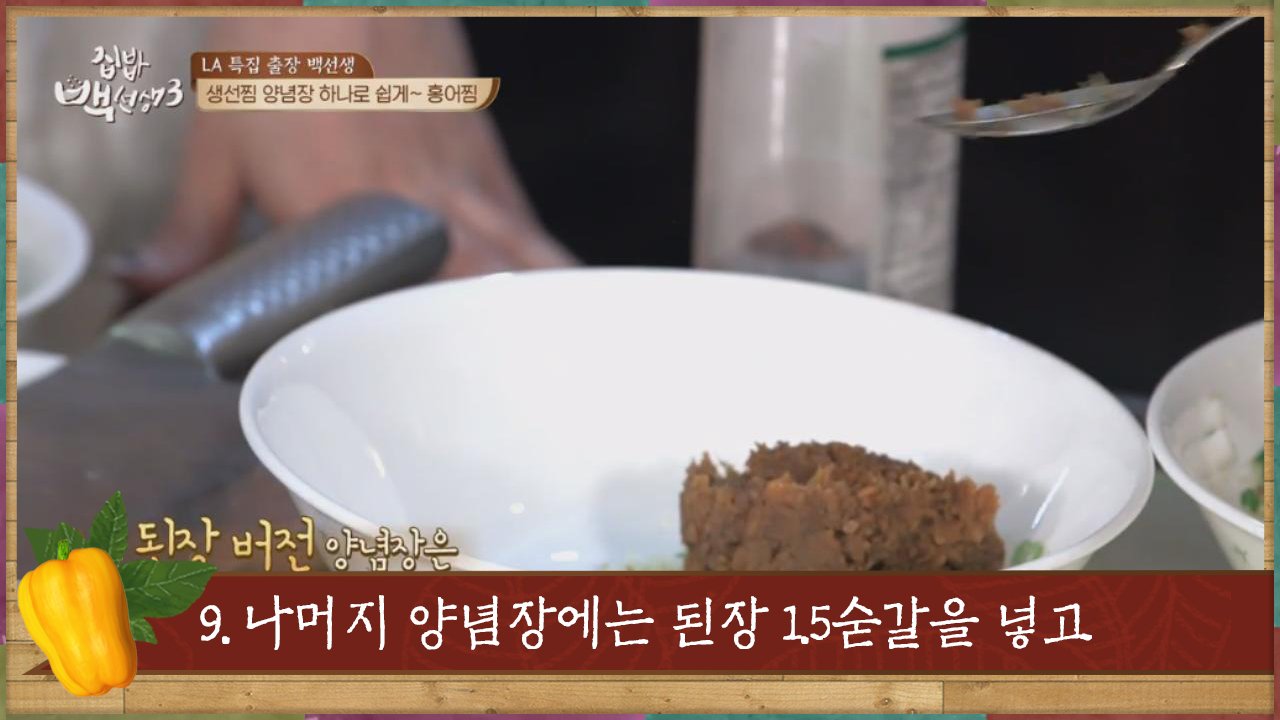 집밥
백선생3
LA 특집 출장 백선생
생선찜 양념장 하나로 쉽게~ 홍어찜
된장 버전 양념장은
9. 나머지 양념장에는 된장 1.5숟갈을 넣고